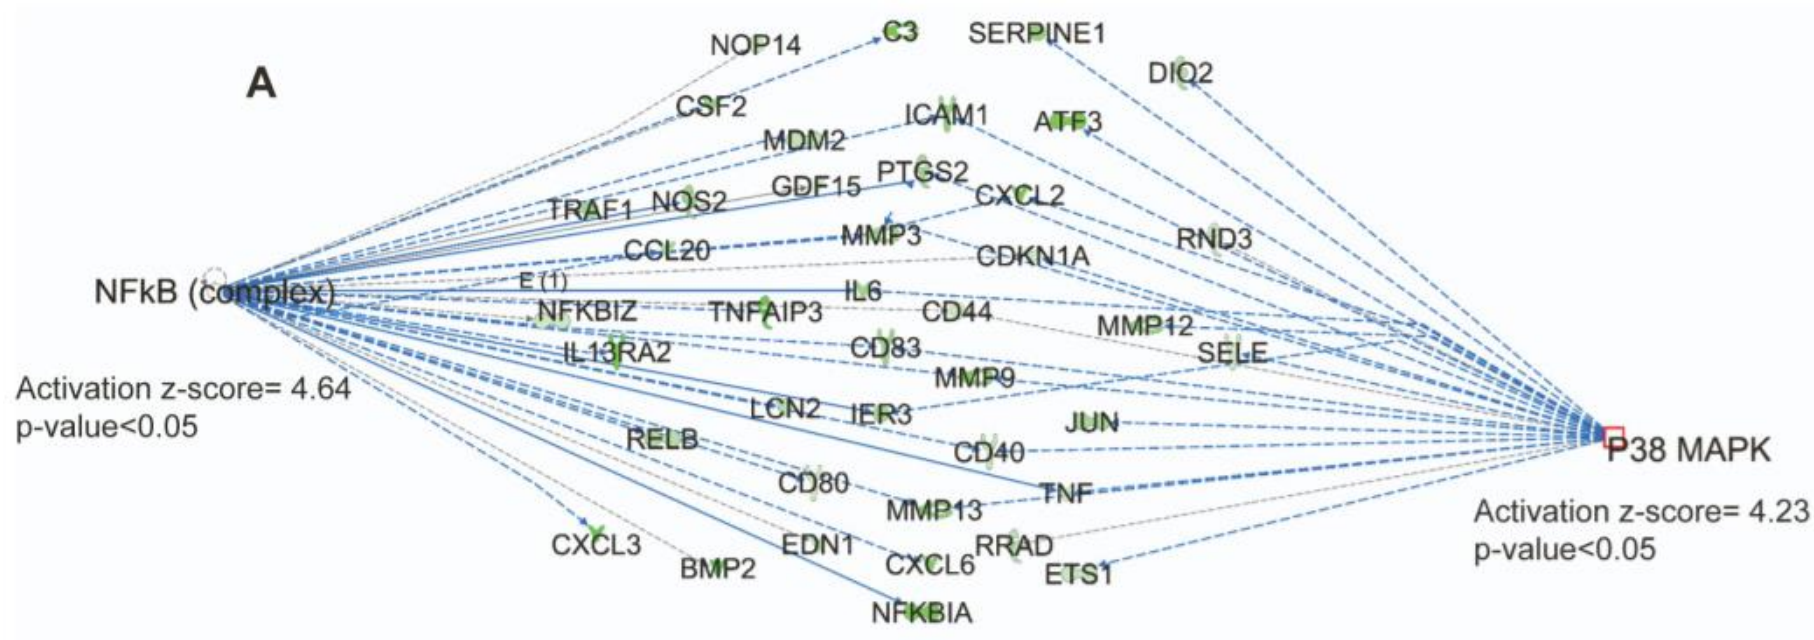 A
NOP14
C3
SERPINE1
DIO2
CSF2
ICAM1
ATF3
MDM2
PTGS2
GDF15
CXCL2
TRAF1
NOS2
MMP3
RND3
CCL20
CDKN1A
E (1)
NFkB (complex)
IL6
NFKBIZ
TNFAIP3
CD44
MMP12
IL13RA2
CD83
SELE
MMP9
Activation z-score= 4.64
p-value<0.05
LCN2
IER3
JUN
RELB
CD40
P38 MAPK
CD80
TNF
MMP13
Activation z-score= 4.23
p-value<0.05
CXCL3
EDN1
RRAD
BMP2
CXCL6
ETS1
NFKBIA